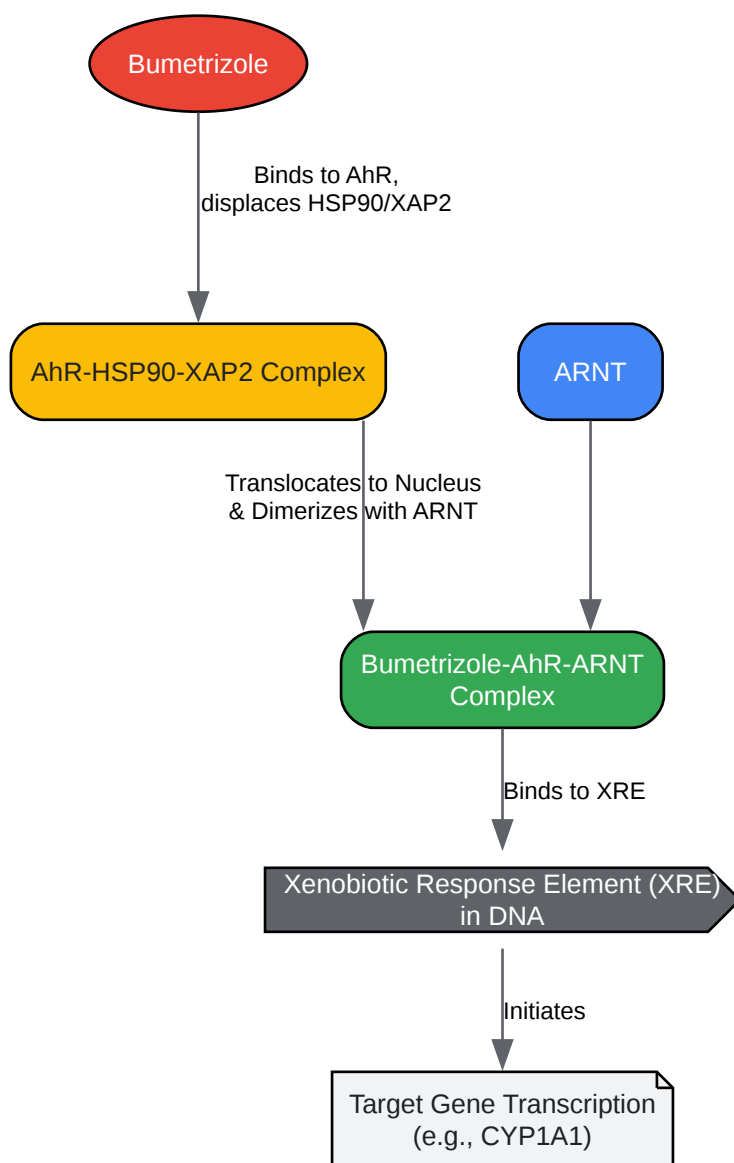 Bumetrizole
Binds to AhR,
displaces HSP90/XAP2
AhR-HSP90-XAP2 Complex
ARNT
Translocates to Nucleus
& Dimerizes with ARNT
Bumetrizole-AhR-ARNT
Complex
Binds to XRE
Xenobiotic Response Element (XRE)
in DNA
Initiates
Target Gene Transcription
(e.g., CYP1A1)